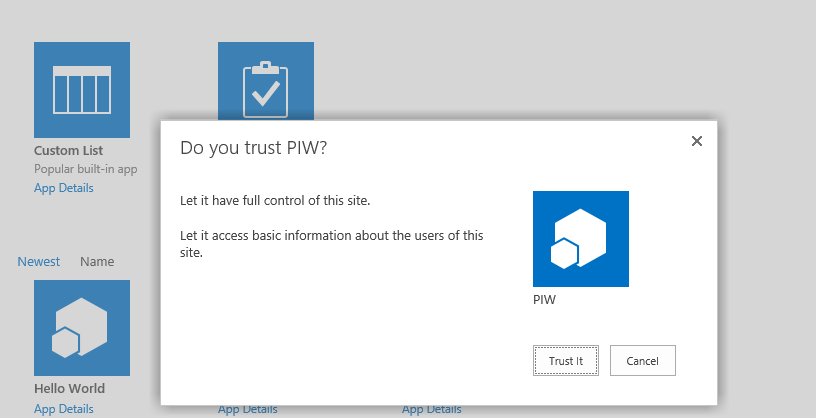 Custom List
Popular built-in app
App Details
Do you trust PIW?
Let it have full control of this site.
Let it access basic information about the users of this
site.
PIW
Trust It
Cancel
Newest
Name
Hello World
App Details
App Details
App Details